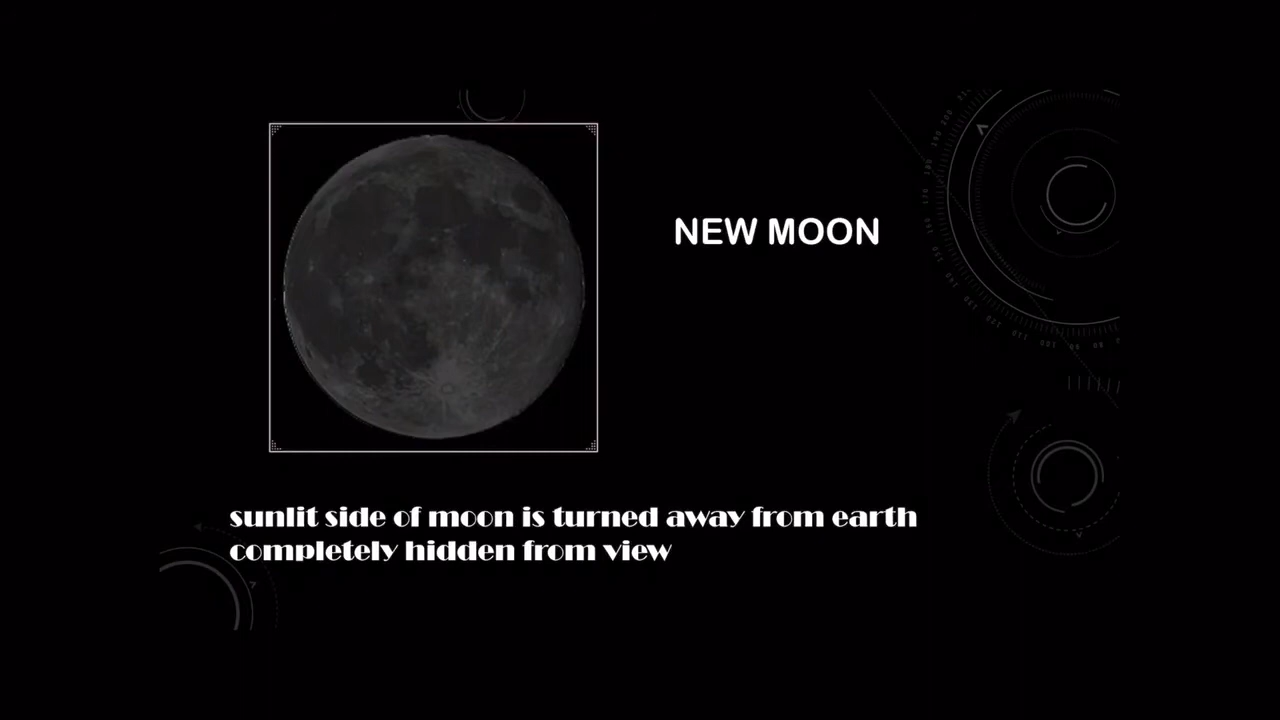 NEW MOON
sunlit side of moon is turned away from earth
completely hidden from view